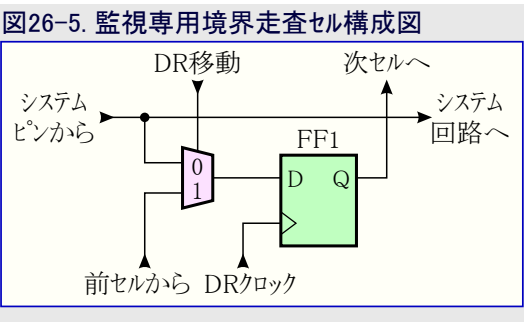 図26-5. 監視専用境界走査ｾﾙ構成図
DR移動
次ｾﾙへ
ｼｽﾃﾑ
ﾋﾟﾝから
ｼｽﾃﾑ
回路へ
FF1
0
1
D
Q
前ｾﾙから
DRｸﾛｯｸ